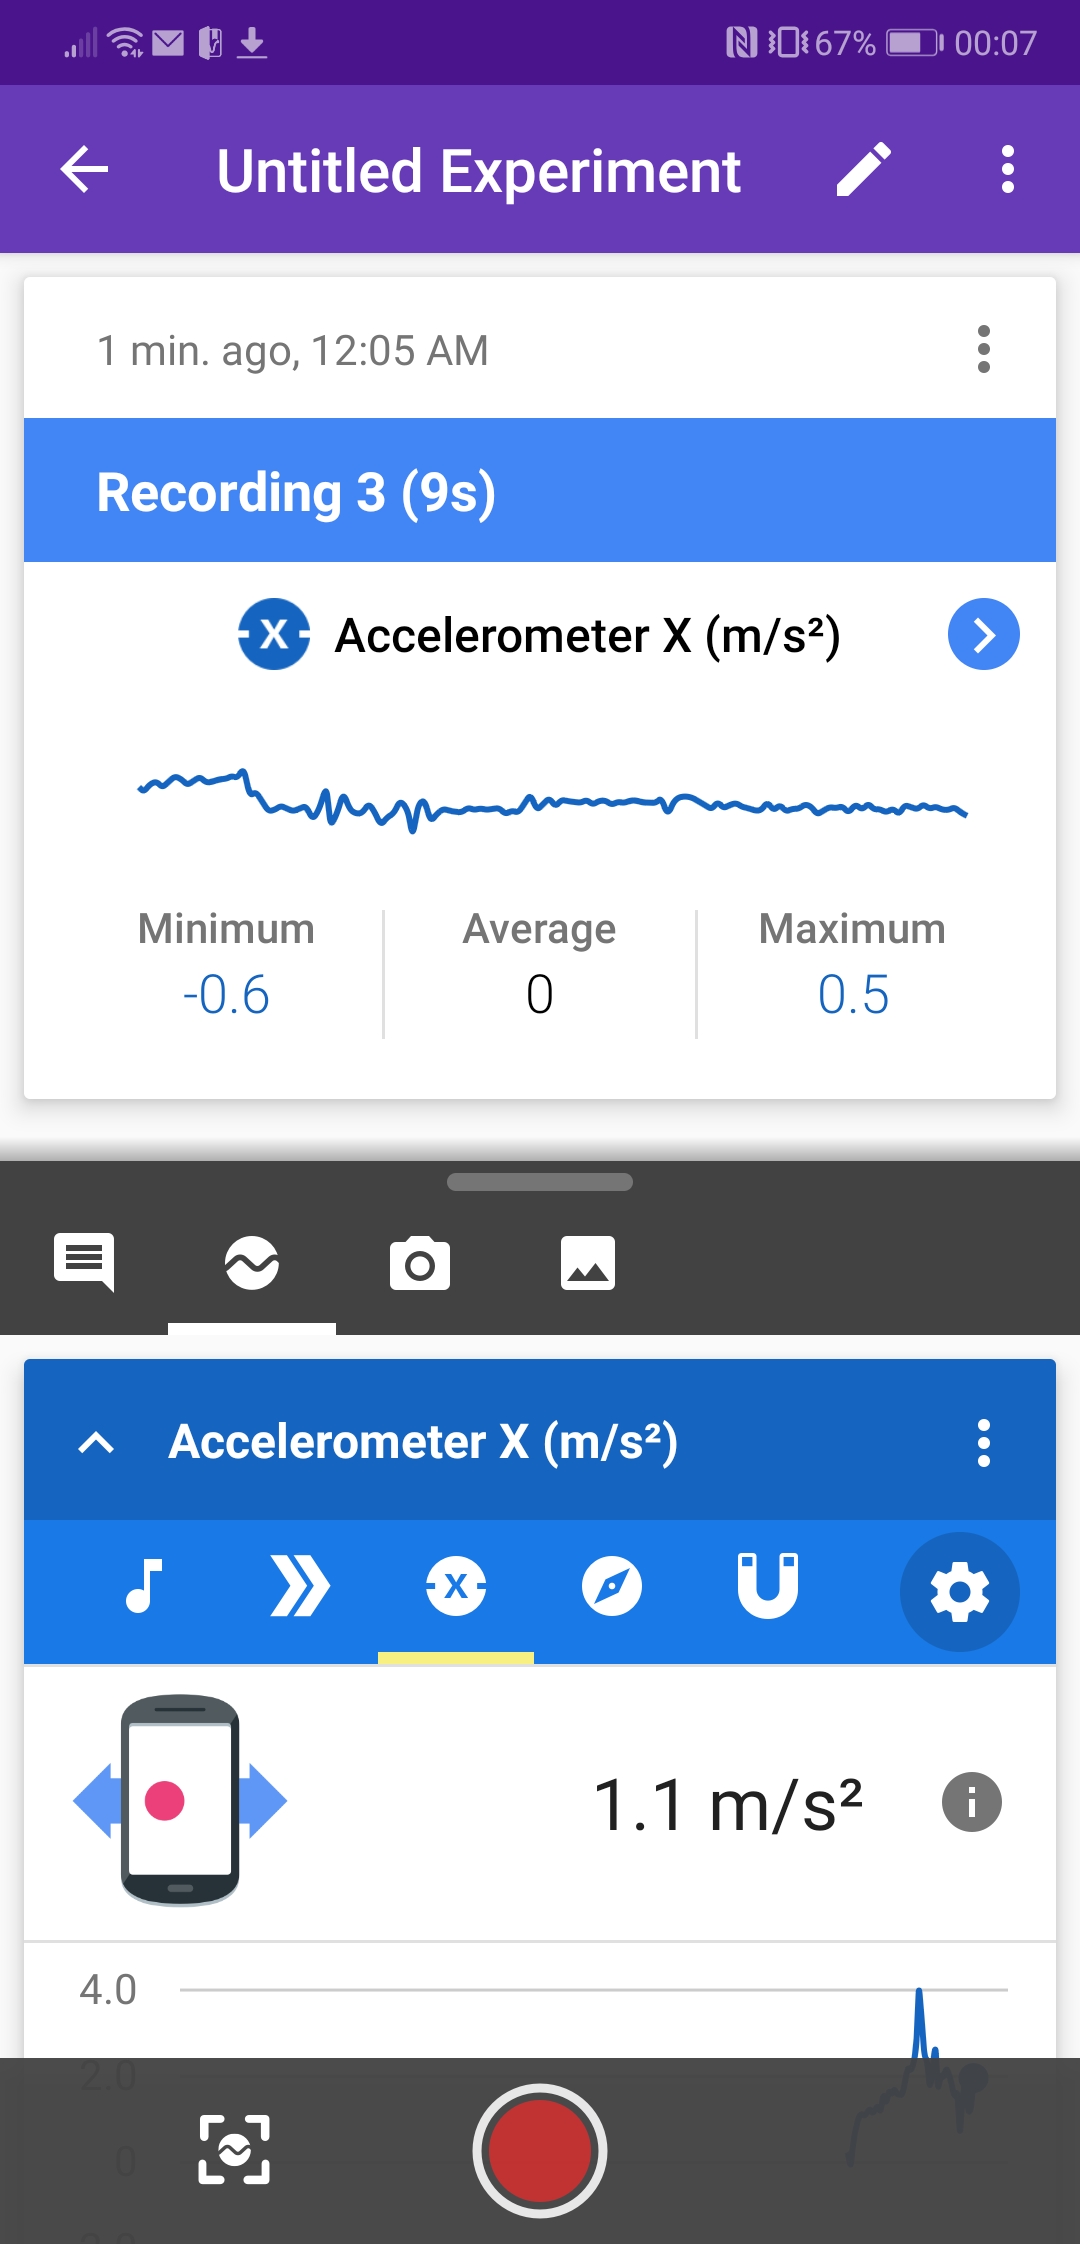 67% 00:07
Untitled Experiment
1 min. ago, 12:05 AM
Recording 3 (9s)
X Accelerometer X (m/s²)
Minimum Average Maximum
-0.6 0 0.5
Accelerometer X (m/s²)
X
1.1 m/s²
4.0
2.0
0